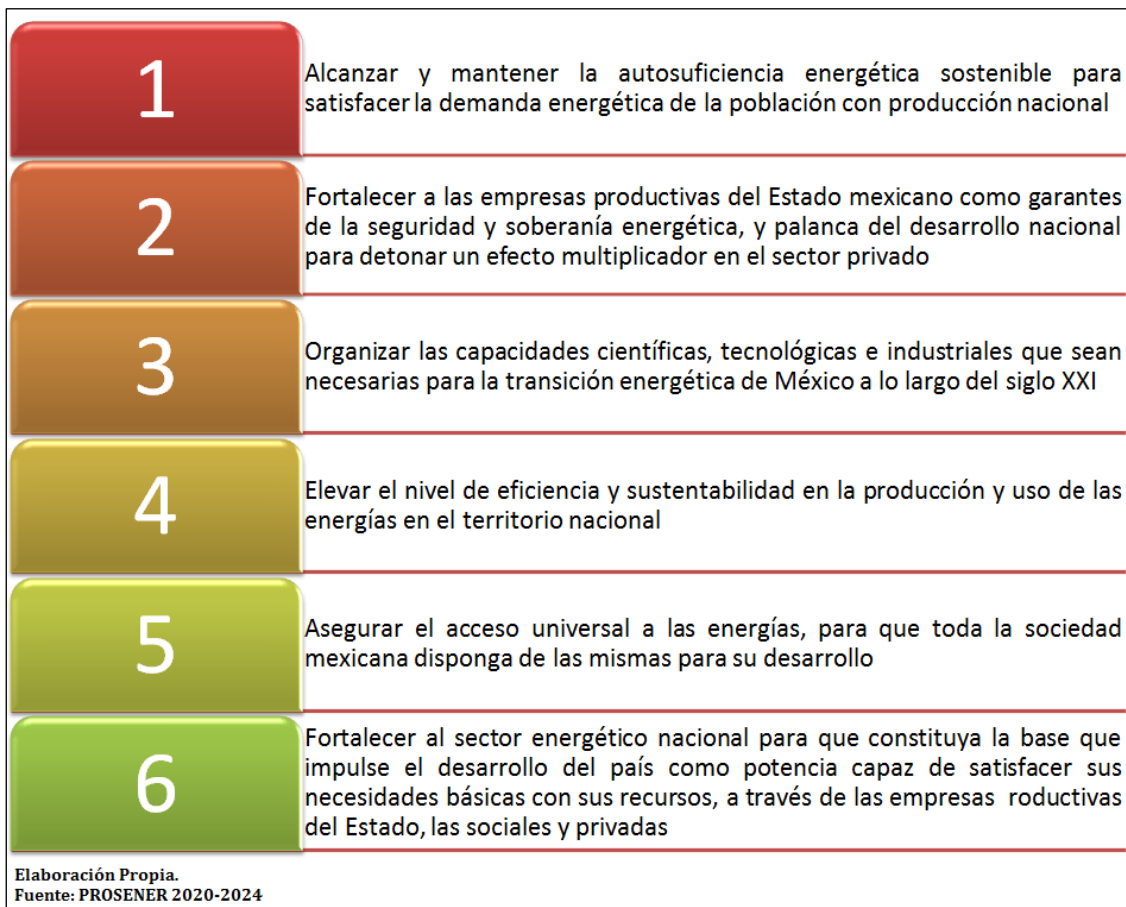 1
Alcanzar y mantener la autosuficiencia energética sostenible para
satisfacer la demanda energética de la población con producción nacional
2
Fortalecer a las empresas productivas del Estado mexicano como garantes
de la seguridad y soberanía energética, y palanca del desarrollo nacional
para detonar un efecto multiplicador en el sector privado
3
Organizar las capacidades científicas, tecnológicas e industriales que sean
necesarias para la transición energética de México a lo largo del siglo XXI
4
Elevar el nivel de eficiencia y sustentabilidad en la producción y uso de las
energías en el territorio nacional
5
Asegurar el acceso universal a las energías, para que toda la sociedad
mexicana disponga de las mismas para su desarrollo
6
Fortalecer al sector energético nacional para que constituya la base que
impulse el desarrollo del país como potencia capaz de satisfacer sus
necesidades básicas con sus recursos, a través de las empresas roductivas
del Estado, las sociales y privadas
Elaboración Propia.
Fuente: PROSENER 2020-2024